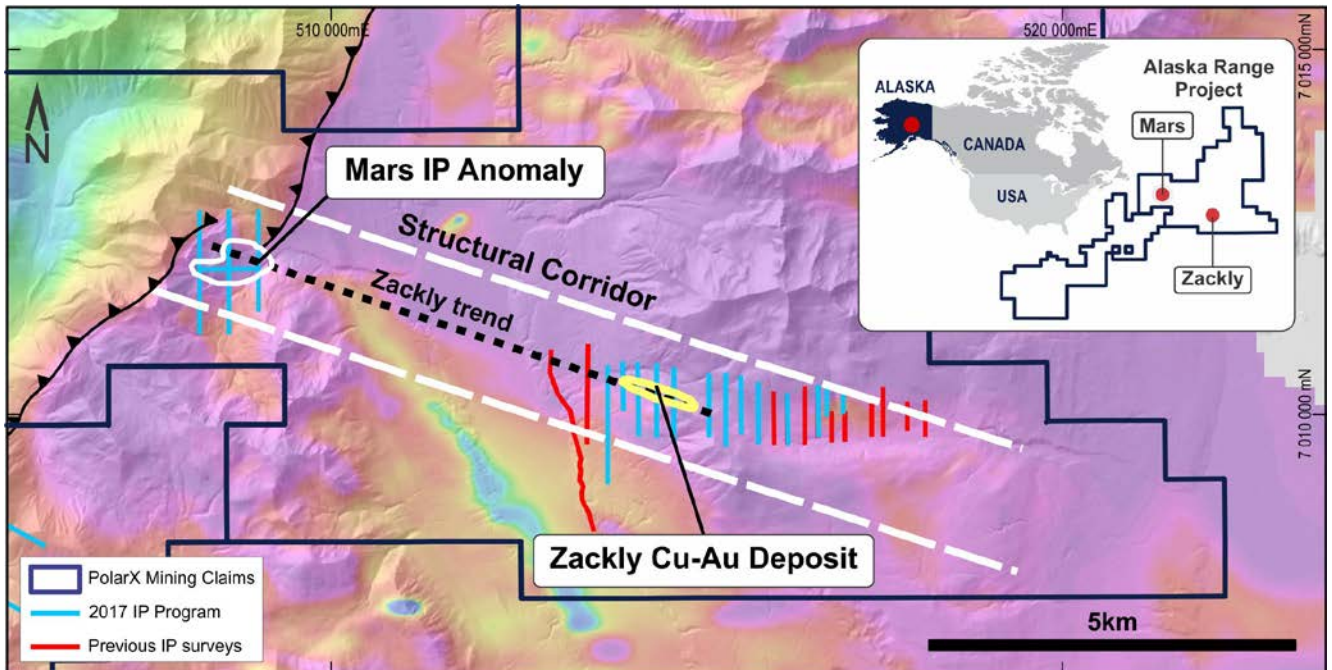 510 000mE
520 000mE
7 015 000mN
N
Mars IP Anomaly
Structural Corridor
Zackly trend
Zackly Cu-Au Deposit
7 010 000 mN
ALASKA
CANADA
USA
Alaska Range
Project
Mars
Zackly
PolarX Mining Claims
2017 IP Program
Previous IP surveys
5km